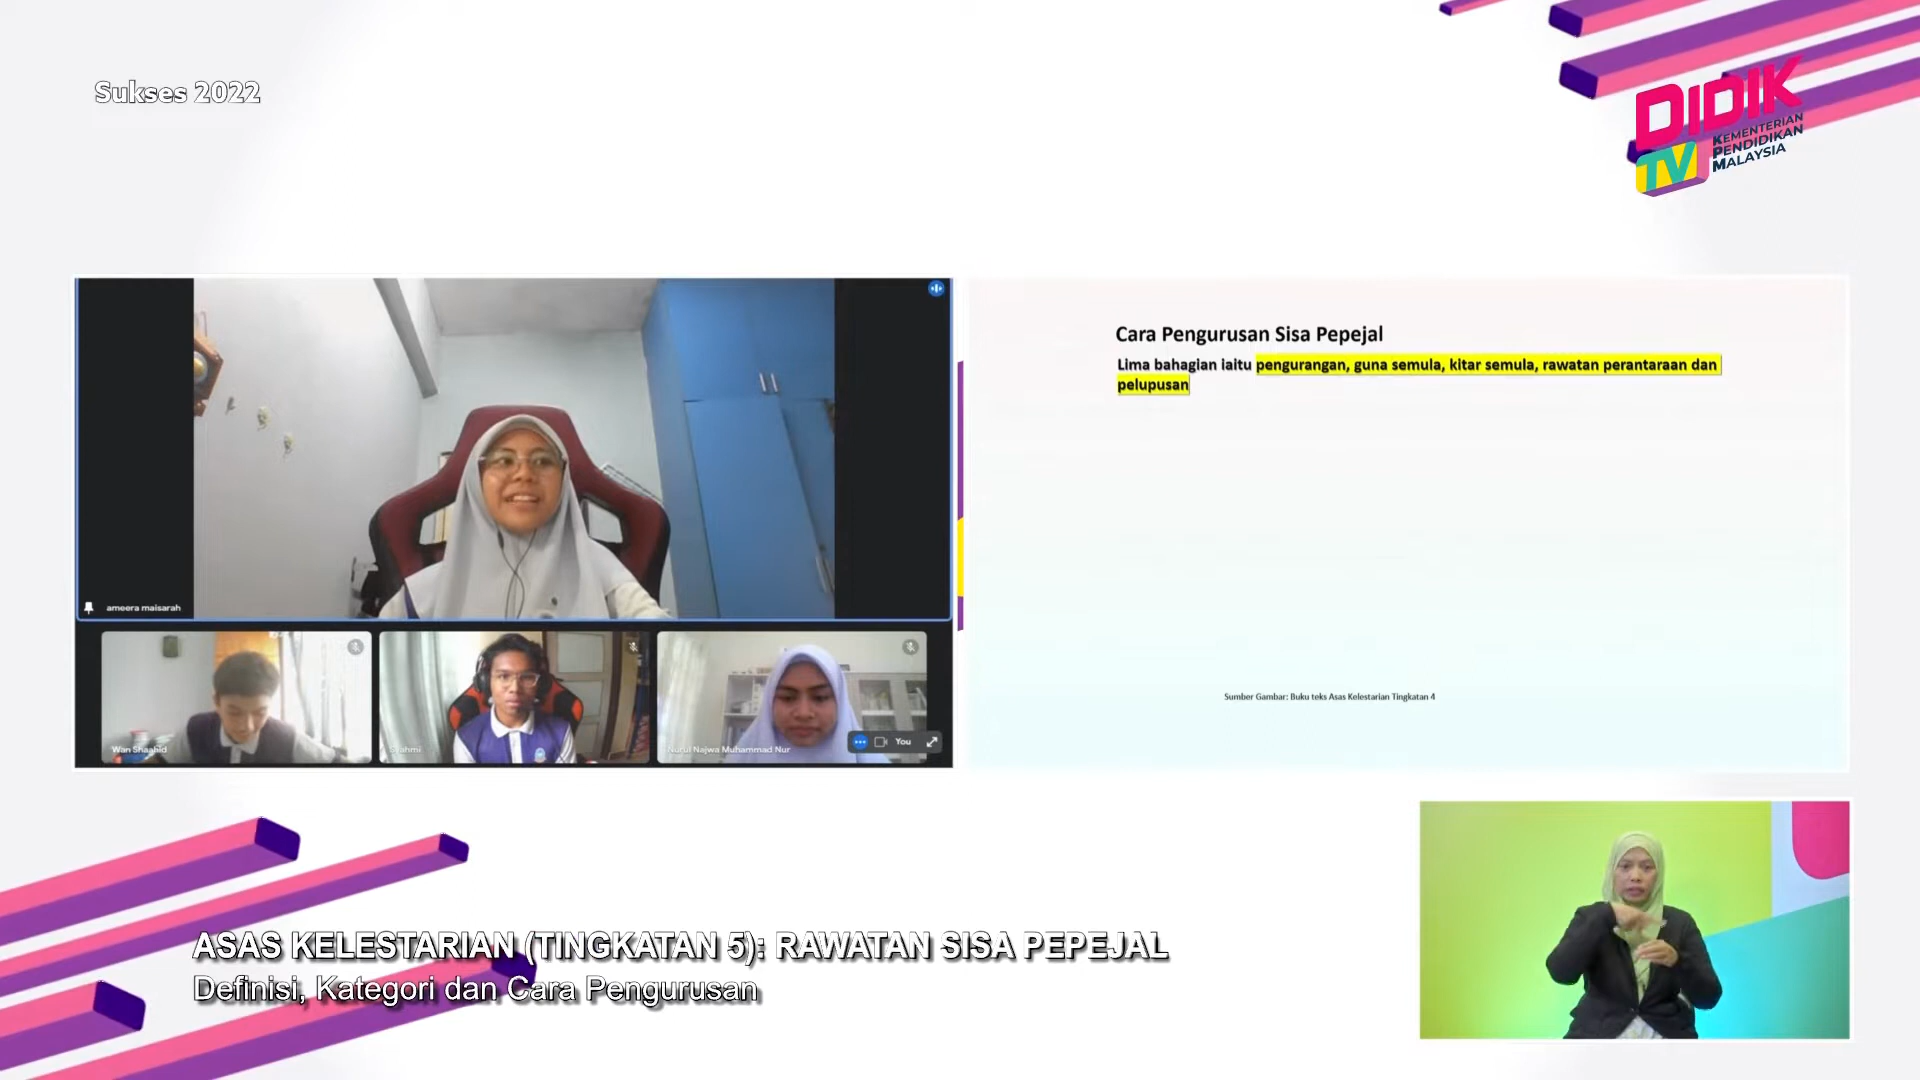 Sukses 2022
DIDIK
TV
KEMENTERIAN
PENDIDIKAN
MALAYSIA
ameera maisarah
Wan Shaahid
Syahmi
Nurul Najwa Muhammad Nur
You
Cara Pengurusan Sisa Pepejal
Lima bahagian iaitu pengurangan, guna semula, kitar semula, rawatan perantaraan dan
pelupusan
Sumber Gambar: Buku teks Asas Kelestarian Tingkatan 4
ASAS KELESTARIAN (TINGKATAN 5): RAWATAN SISA PEPEJAL
Definisi, Kategori dan Cara Pengurusan